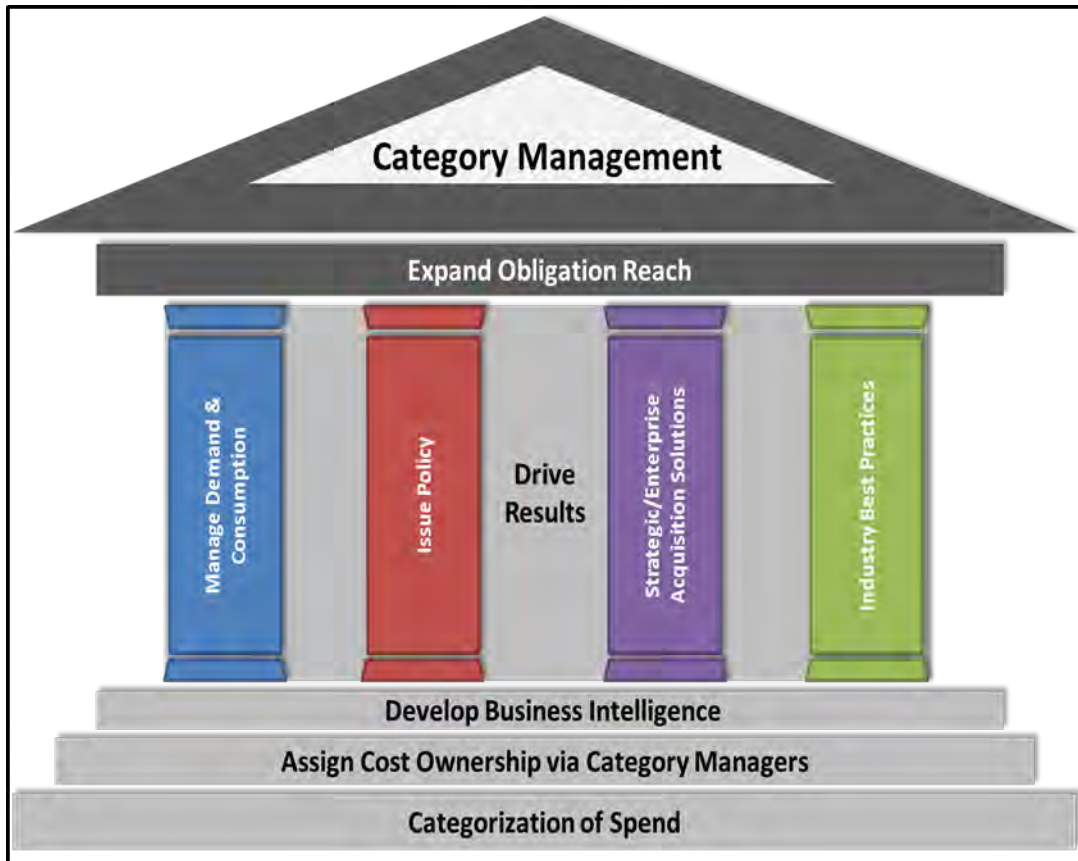 Category Management
Expand Obligation Reach
Manage Demand &
Consumption
Issue Policy
Drive
Results
Strategic/Enterprise
Acquisition Solutions
Industry Best Practices
Develop Business Intelligence
Assign Cost Ownership via Category Managers
Categorization of Spend